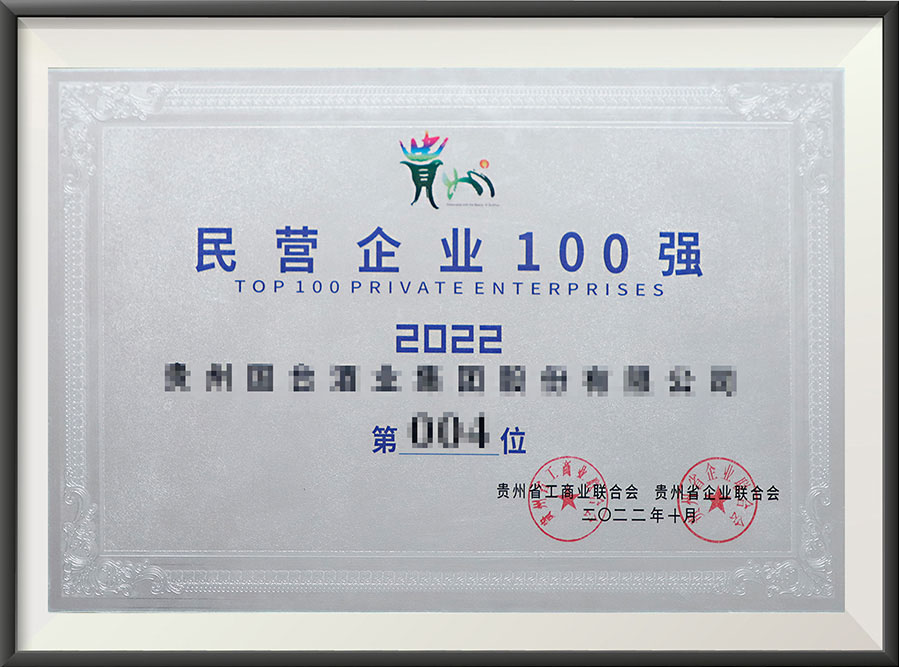 贵州
民营企业100强
TOP 100 PRIVATE ENTERPRISES
2022
第004位
贵州省工商业联合会 贵州省企业联合会
二〇二二年十月